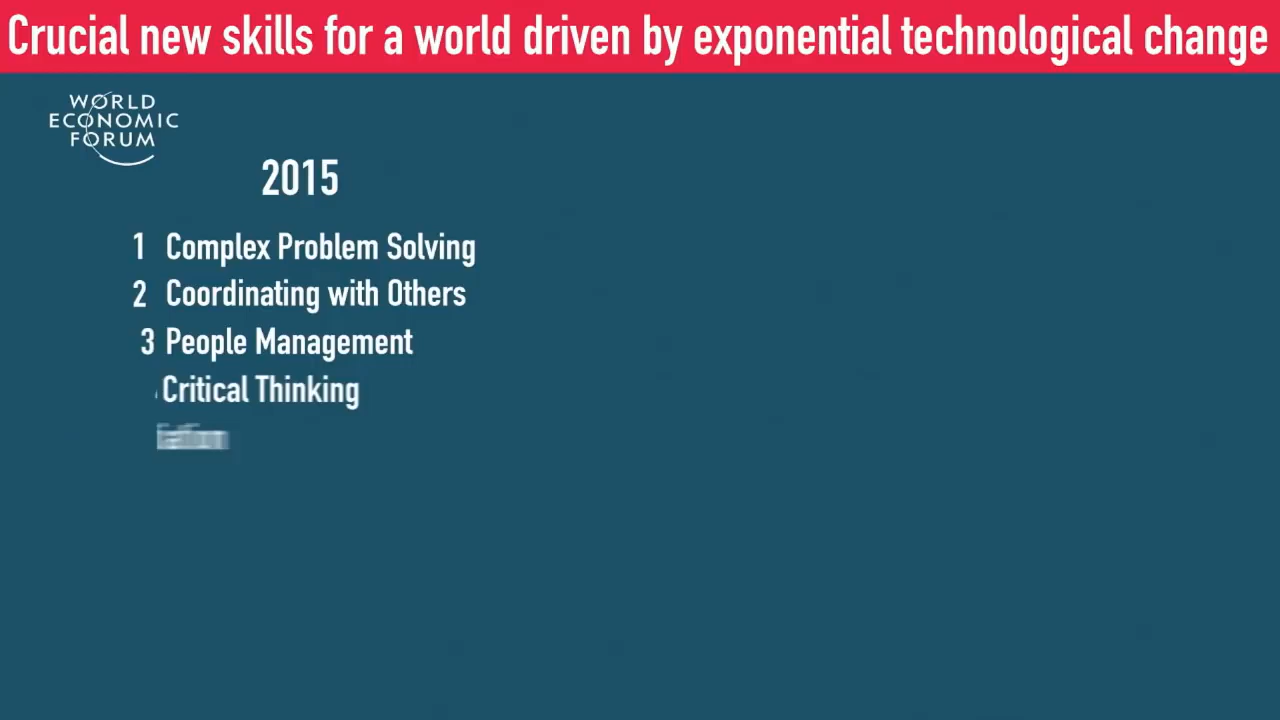 Crucial new skills for a world driven by exponential technological change
WORLD
ECONOMIC
FORUM
2015
1 Complex Problem Solving
2 Coordinating with Others
3 People Management
Critical Thinking